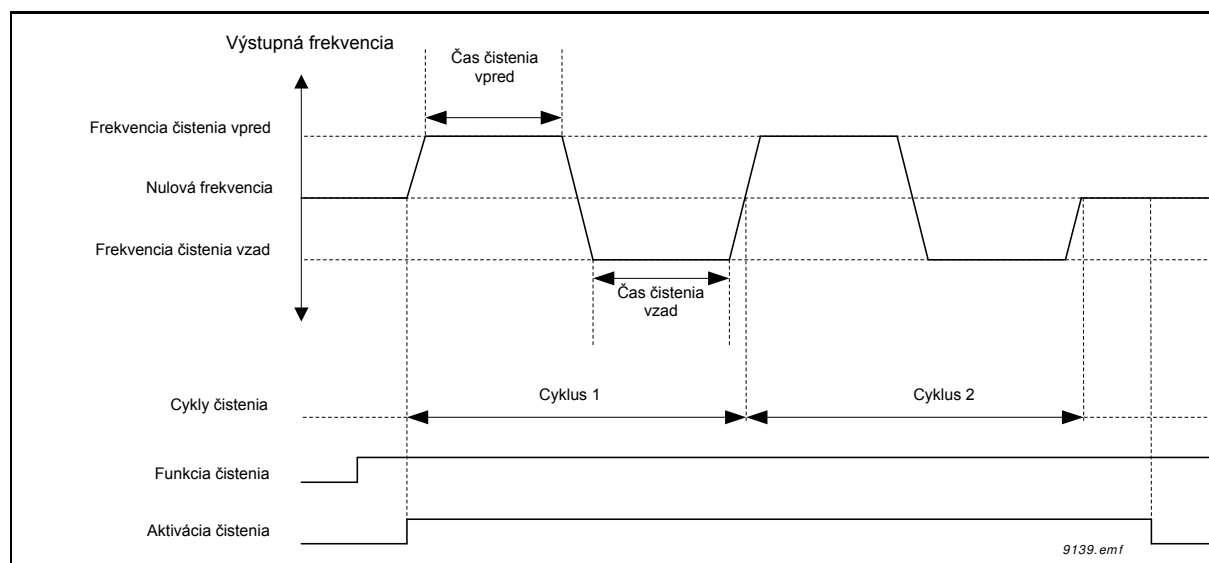 Výstupná frekvencia
Čas čistenia
vpred
Frekvencia čistenia vpred
Nulová frekvencia
Frekvencia čistenia vzad
Čas čistenia
vzad
Cykly čistenia
Cyklus 1
Cyklus 2
Funkcia čistenia
Aktivácia čistenia
9139.emf